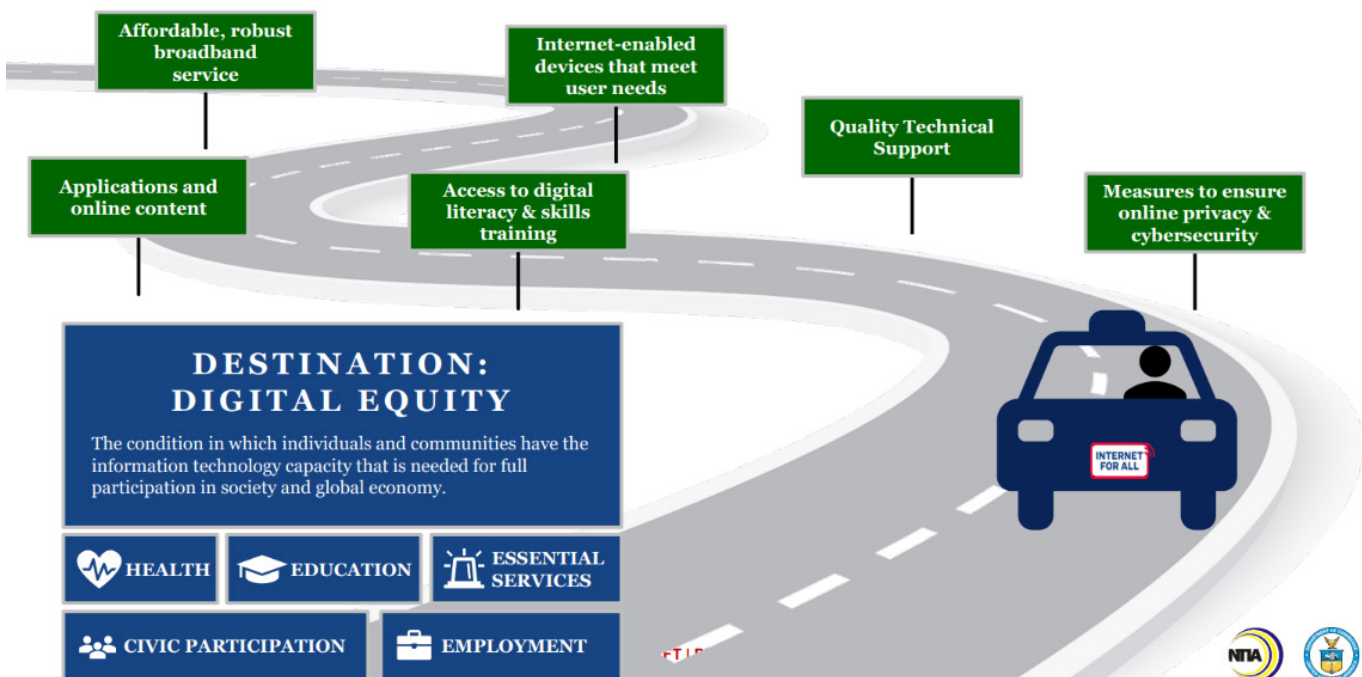 Affordable, robust
broadband
service
Internet-enabled
devices that meet
user needs
Quality Technical
Support
Applications and
online content
Access to digital
literacy & skills
training
Measures to ensure
online privacy &
cybersecurity
DESTINATION:
DIGITAL EQUITY
The condition in which individuals and communities have the
information technology capacity that is needed for full
participation in society and global economy.
HEALTH
EDUCATION
ESSENTIAL
SERVICES
CIVIC PARTICIPATION
EMPLOYMENT
INTERNET
FOR ALL
NTIA